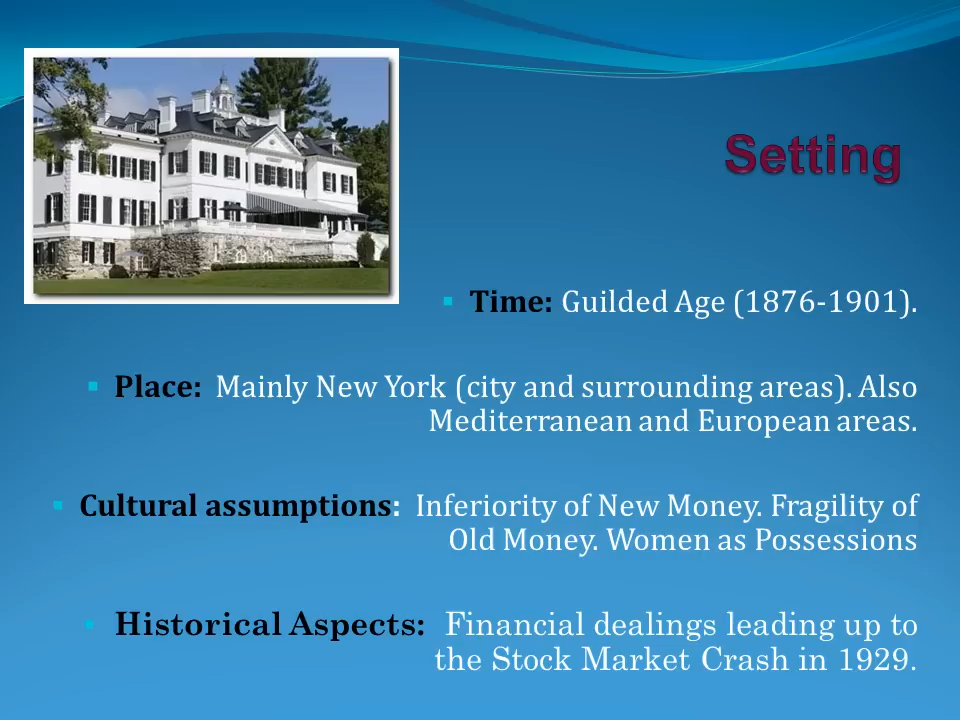 Setting
▪ Time: Guilded Age (1876-1901).
▪ Place: Mainly New York (city and surrounding areas). Also
Mediterranean and European areas.
▪ Cultural assumptions: Inferiority of New Money. Fragility of
Old Money. Women as Possessions
▪ Historical Aspects: Financial dealings leading up to
the Stock Market Crash in 1929.